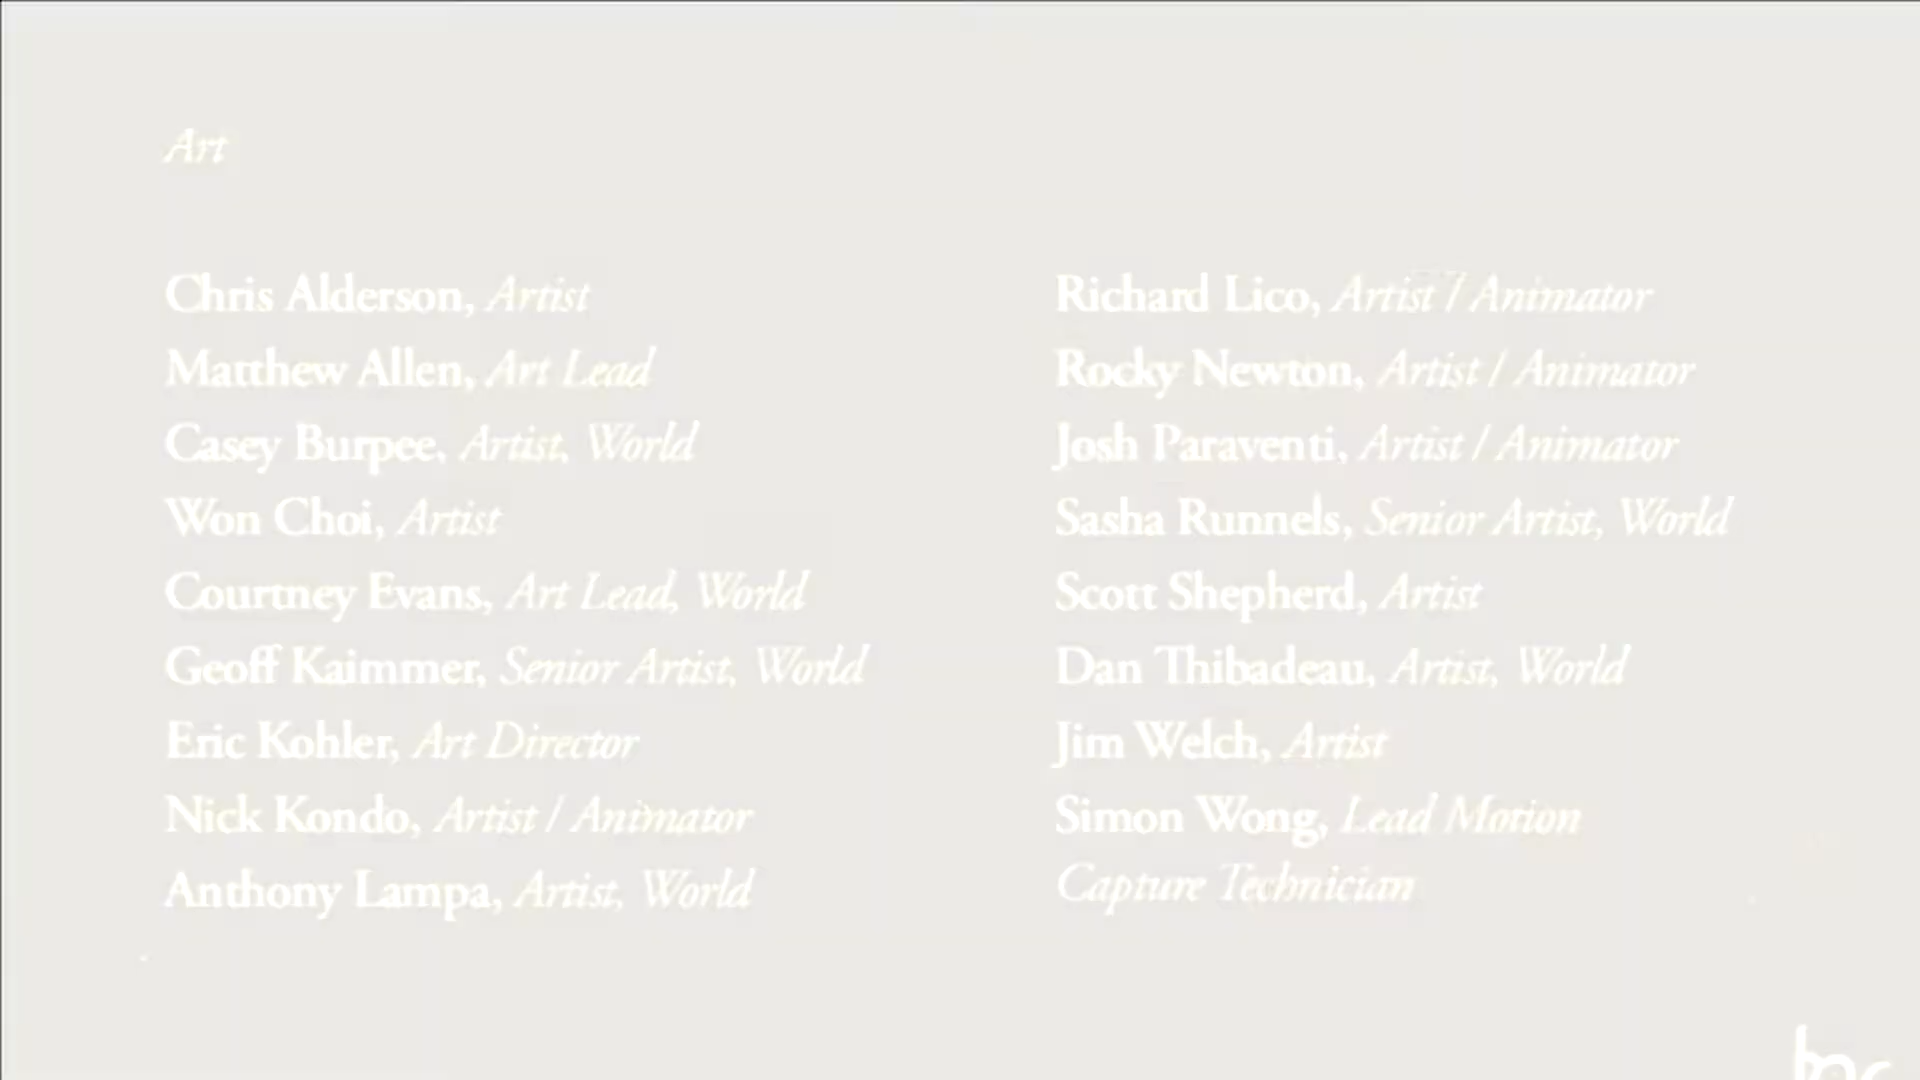 Art
Chris Alderson, Artist
Matthew Allen, Art Lead
Casey Burpee, Artist, World
Won Choi, Artist
Courtney Evans, Art Lead, World
Geoff Kaimmer, Senior Artist, World
Eric Kohler, Art Director
Nick Kondo, Artist / Animator
Anthony Lampa, Artist, World
Richard Lico, Artist / Animator
Rocky Newton, Artist / Animator
Josh Paraventi, Artist / Animator
Sasha Runnels, Senior Artist, World
Scott Shepherd, Artist
Dan Thibadeau, Artist, World
Jim Welch, Artist
Simon Wong, Lead Motion
Capture Technician